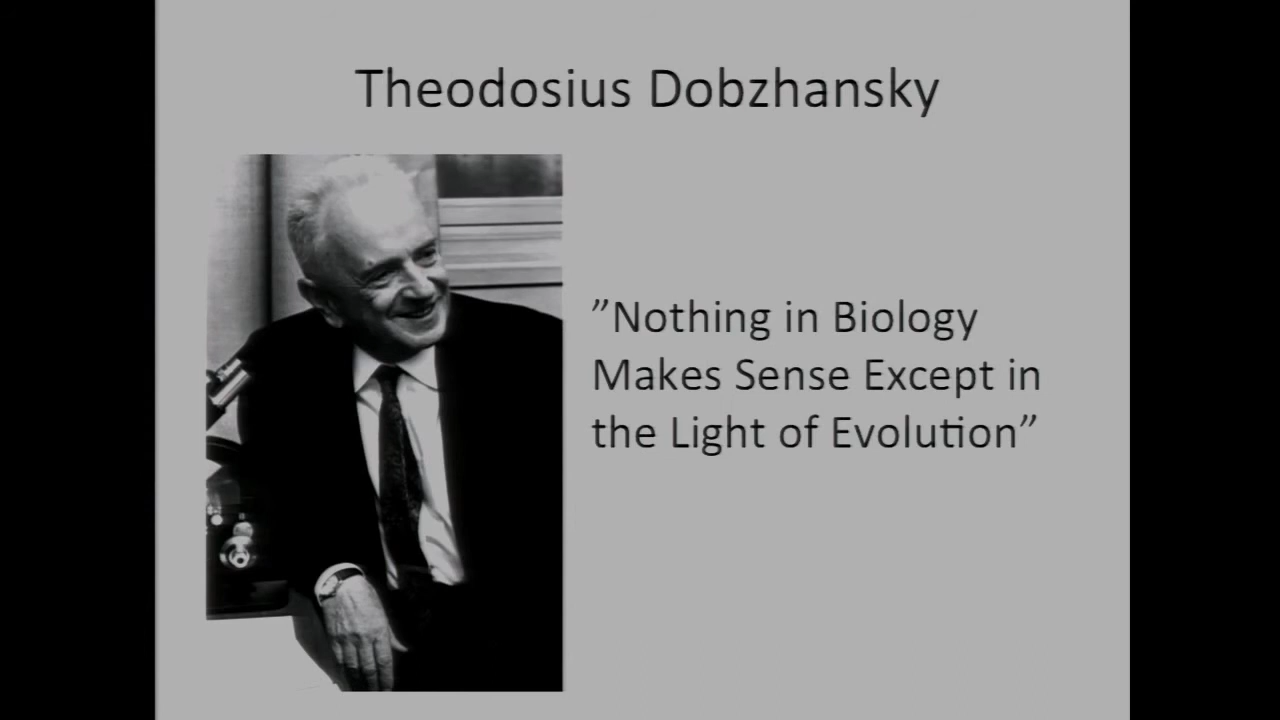 Theodosius Dobzhansky
”Nothing in Biology
Makes Sense Except in
the Light of Evolution”